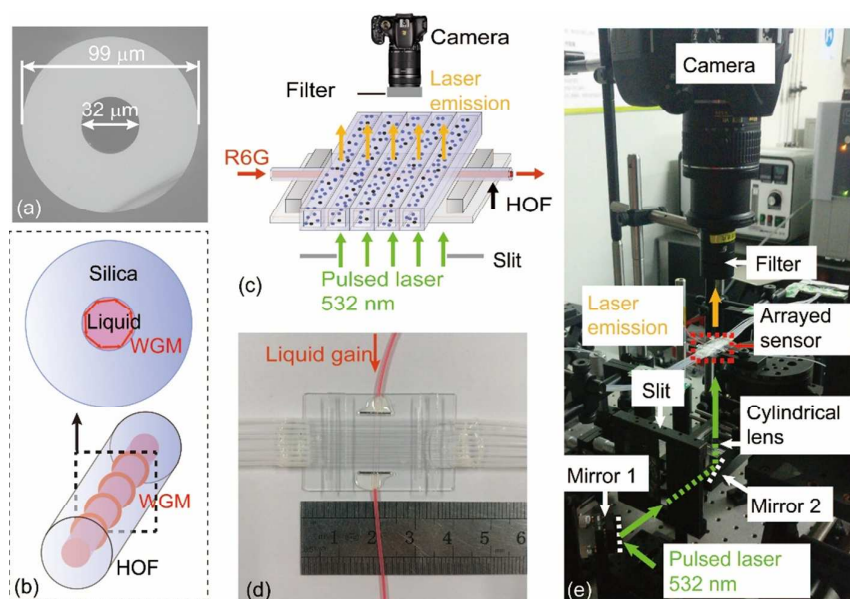 99 μm
32 μm
(a)
Silica
Liquid
WGM
WGM
HOF
(b)
Camera
Filter
Laser
emission
R6G
HOF
Slit
Pulsed laser
532 nm
(c)
Liquid gain
1 2 3 4 5 6
(d)
Camera
Filter
Laser
emission
Arrayed
sensor
Slit
Cylindrical
lens
Mirror 1
Mirror 2
Pulsed laser
532 nm
(e)